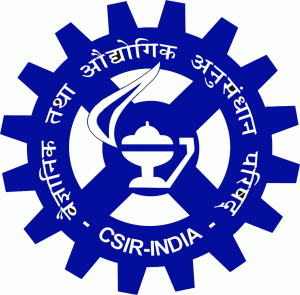 वैज्ञानिक तथा औद्योगिक अनुसंधान परिषद्
- CSIR-INDIA -